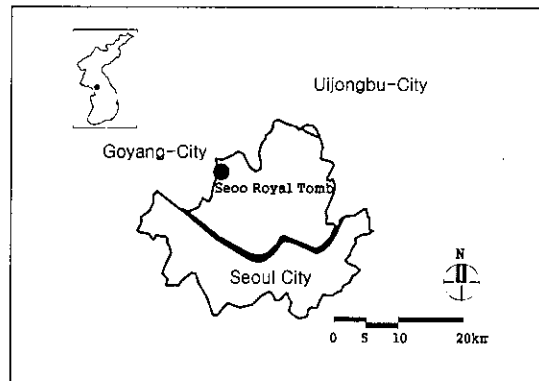 Uijongbu-City
Goyang-City
Seoo Royal Tomb
Seoul City
N
0 5 10 20km